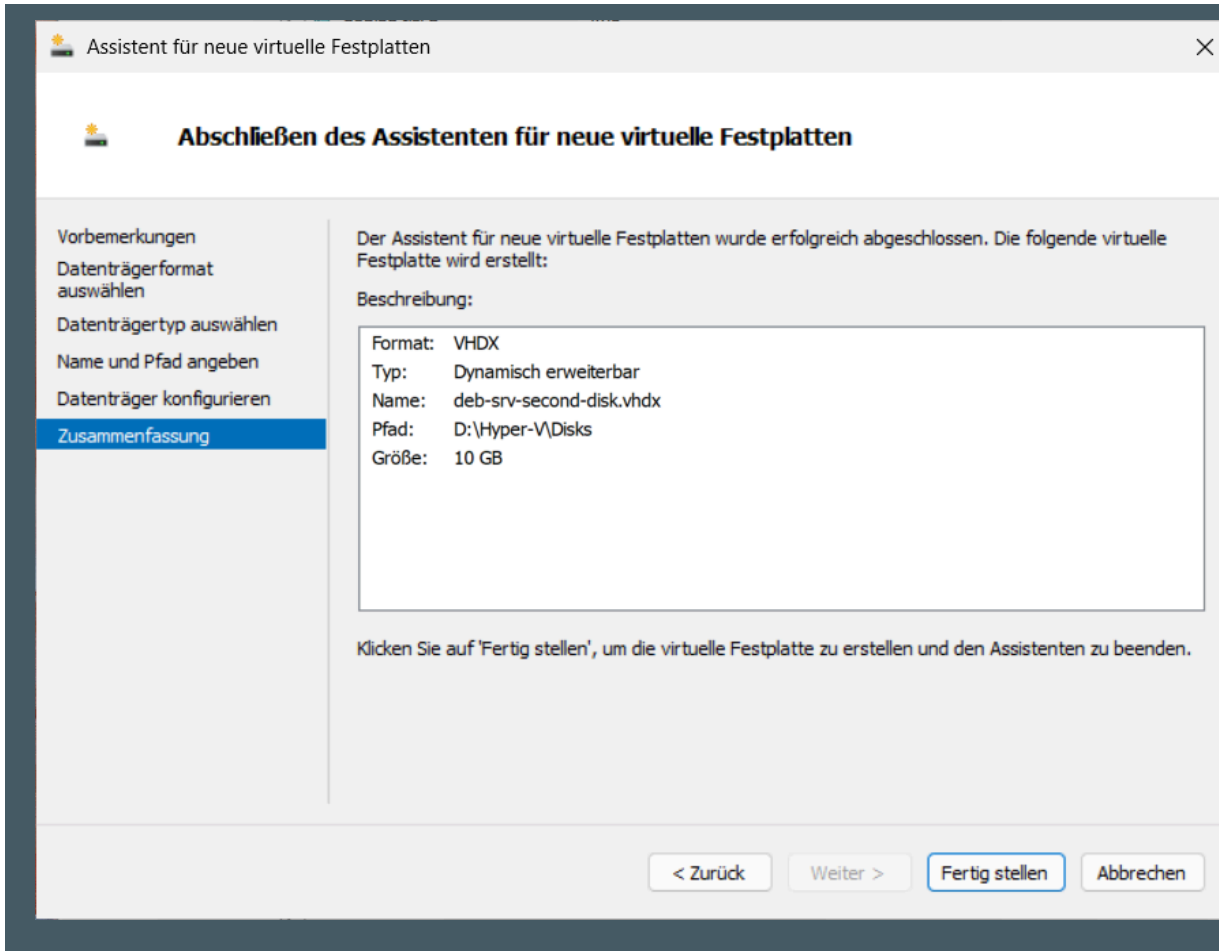 Assistent für neue virtuelle Festplatten
Abschließen des Assistenten für neue virtuelle Festplatten
Vorbemerkungen
Datenträgerformat
auswählen
Datenträgertyp auswählen
Name und Pfad angeben
Datenträger konfigurieren
Zusammenfassung
Der Assistent für neue virtuelle Festplatten wurde erfolgreich abgeschlossen. Die folgende virtuelle
Festplatte wird erstellt:
Beschreibung:
Format: VHDX
Typ: Dynamisch erweiterbar
Name: deb-srv-second-disk.vhdx
Pfad: D:\Hyper-V\Disks
Größe: 10 GB
Klicken Sie auf 'Fertig stellen', um die virtuelle Festplatte zu erstellen und den Assistenten zu beenden.
< Zurück
Weiter >
Fertig stellen
Abbrechen